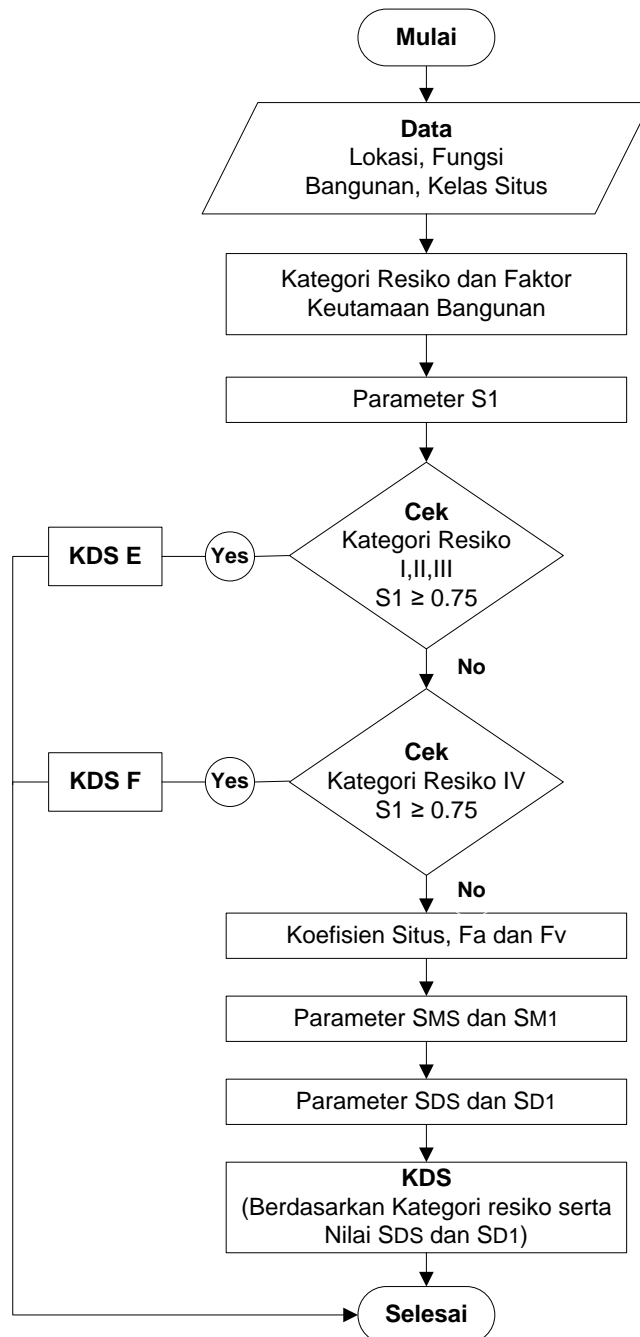 Mulai
Data
Lokasi, Fungsi
Bangunan, Kelas Situs
Kategori Resiko dan Faktor
Keutamaan Bangunan
Parameter S1
Cek
Kategori Resiko
I,II,III
S1 ≥ 0.75
Yes
KDS E
No
Cek
Kategori Resiko IV
S1 ≥ 0.75
Yes
KDS F
No
Koefisien Situs, Fa dan Fv
Parameter SMS dan SM1
Parameter SDS dan SD1
KDS
(Berdasarkan Kategori resiko serta
Nilai SDS dan SD1)
Selesai